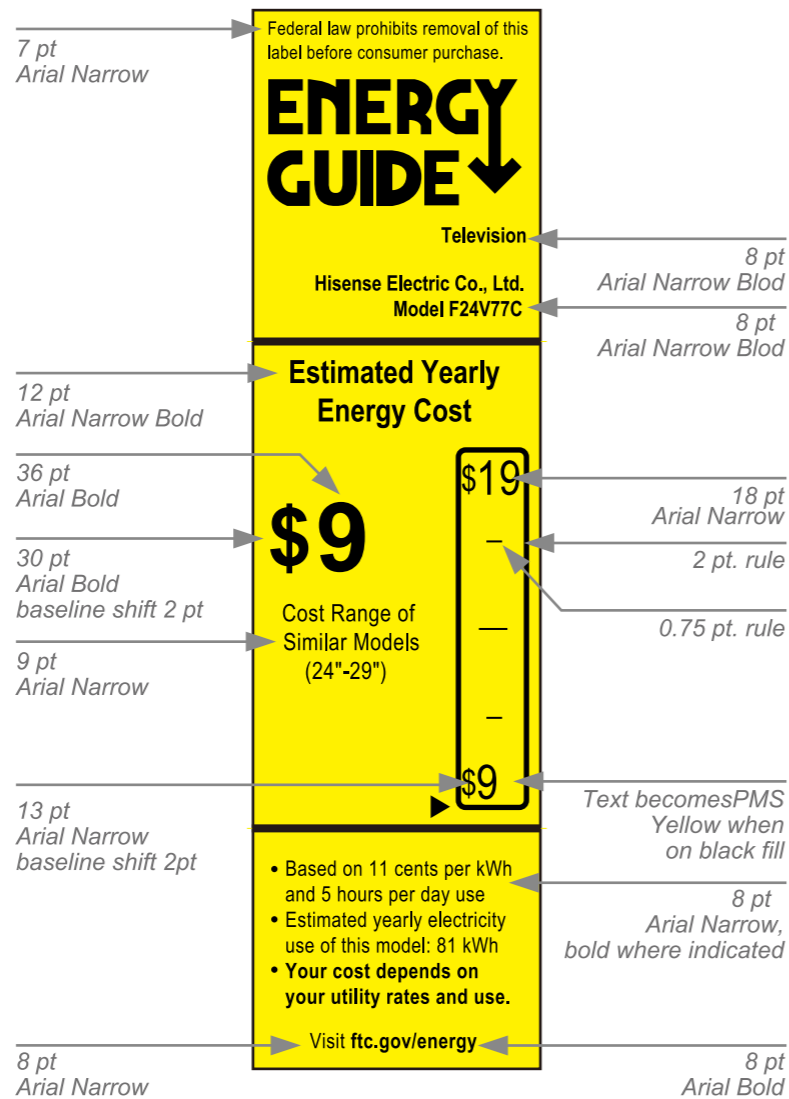 Federal law prohibits removal of this
label before consumer purchase.
7 pt
Arial Narrow
ENERGY
GUIDE
Television
8 pt
Arial Narrow Blod
Hisense Electric Co., Ltd.
Model F24V77C
8 pt
Arial Narrow Blod
Estimated Yearly
Energy Cost
12 pt
Arial Narrow Bold
36 pt
Arial Bold
$19
18 pt
Arial Narrow
$9
30 pt
Arial Bold
baseline shift 2 pt
2 pt. rule
0.75 pt. rule
Cost Range of
Similar Models
(24"-29")
9 pt
Arial Narrow
$9
13 pt
Arial Narrow
baseline shift 2pt
Text becomesPMS
Yellow when
on black fill
• Based on 11 cents per kWh
and 5 hours per day use
• Estimated yearly electricity
use of this model: 81 kWh
• Your cost depends on
your utility rates and use.
8 pt
Arial Narrow,
bold where indicated
Visit ftc.gov/energy
8 pt
Arial Narrow
8 pt
Arial Bold